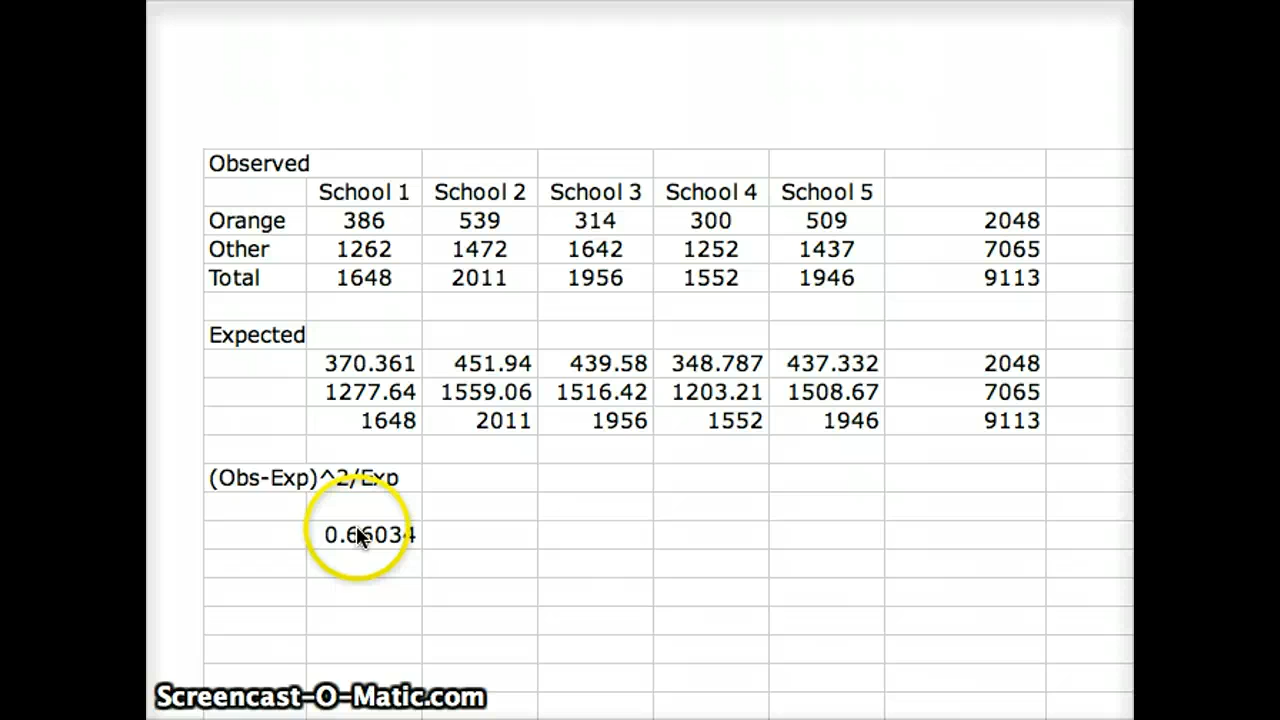 Observed
School 1 School 2 School 3 School 4 School 5
Orange 386 539 314 300 509 2048
Other 1262 1472 1642 1252 1437 7065
Total 1648 2011 1956 1552 1946 9113
Expected
370.361 451.94 439.58 348.787 437.332 2048
1277.64 1559.06 1516.42 1203.21 1508.67 7065
1648 2011 1956 1552 1946 9113
(Obs-Exp)^2/Exp
0.66034
Screencast-O-Matic.com